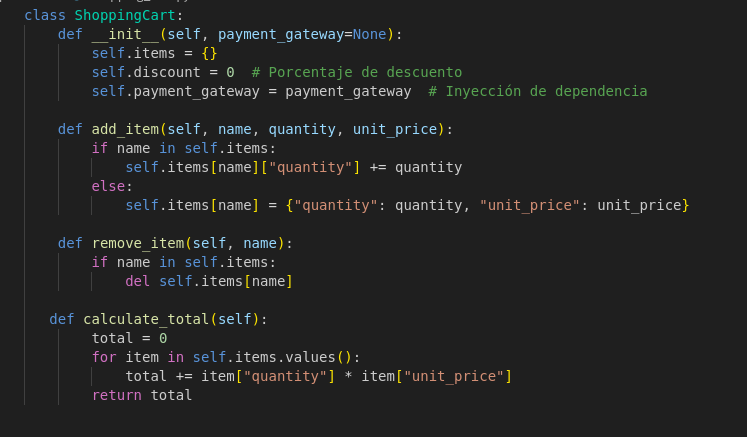 class ShoppingCart:
    def __init__(self, payment_gateway=None):
        self.items = {}
        self.discount = 0  # Porcentaje de descuento
        self.payment_gateway = payment_gateway  # Inyección de dependencia

    def add_item(self, name, quantity, unit_price):
        if name in self.items:
            self.items[name]["quantity"] += quantity
        else:
            self.items[name] = {"quantity": quantity, "unit_price": unit_price}

    def remove_item(self, name):
        if name in self.items:
            del self.items[name]

   def calculate_total(self):
        total = 0
        for item in self.items.values():
            total += item["quantity"] * item["unit_price"]
        return total